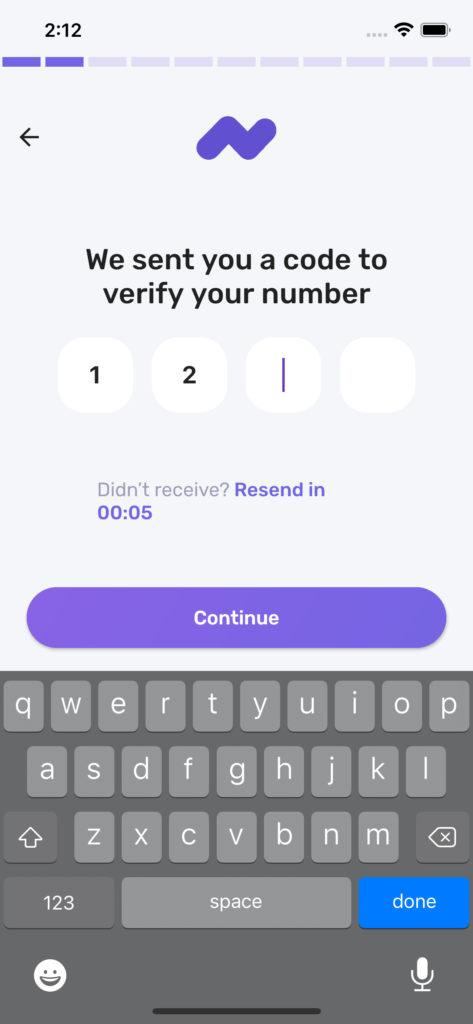 2:12
We sent you a code to
verify your number
1 2
Didn't receive? Resend in
00:05
Continue
q w e r t y u i o p
a s d f g h j k l
z x c v b n m
123 space done